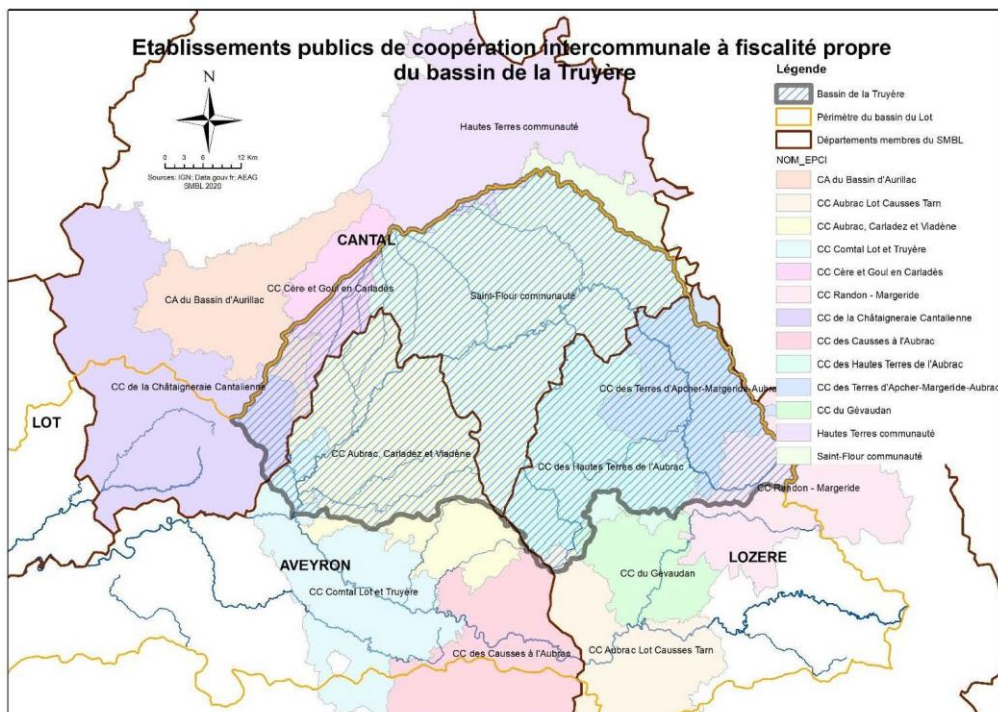 Etablissements publics de coopération intercommunale à fiscalité propre
du bassin de la Truyère
N
0 3 6 12 Km
Sources: IGN; Data.gouv.fr; AEAG
SMBL 2020
Légende
Bassin de la Truyère
Périmètre du bassin du Lot
Départements membres du SMBL
NOM_EPCI
CA du Bassin d'Aurillac
CC Aubrac Lot Causses Tarn
CC Aubrac, Carladez et Viadène
CC Comtal Lot et Truyère
CC Cère et Goul en Carladès
CC Randon - Margeride
CC de la Châtaigneraie Cantalienne
CC des Causses à l'Aubrac
CC des Hautes Terres de l'Aubrac
CC des Terres d'Apcher-Margeride-Aubrac
CC du Gévaudan
Hautes Terres communauté
Saint-Flour communauté
Hautes Terres communauté
CANTAL
CC Cère et Goul en Carladès
CA du Bassin d'Aurillac
Saint-Flour communauté
CC de la Châtaigneraie Cantalienne
CC des Terres d'Apcher-Margeride-Aubrac
LOT
CC Aubrac, Carladez et Viadène
CC des Hautes Terres de l'Aubrac
CC Randon - Margeride
AVEYRON
LOZERE
CC du Gévaudan
CC Comtal Lot et Truyère
CC des Causses à l'Aubrac
CC Aubrac Lot Causses Tarn